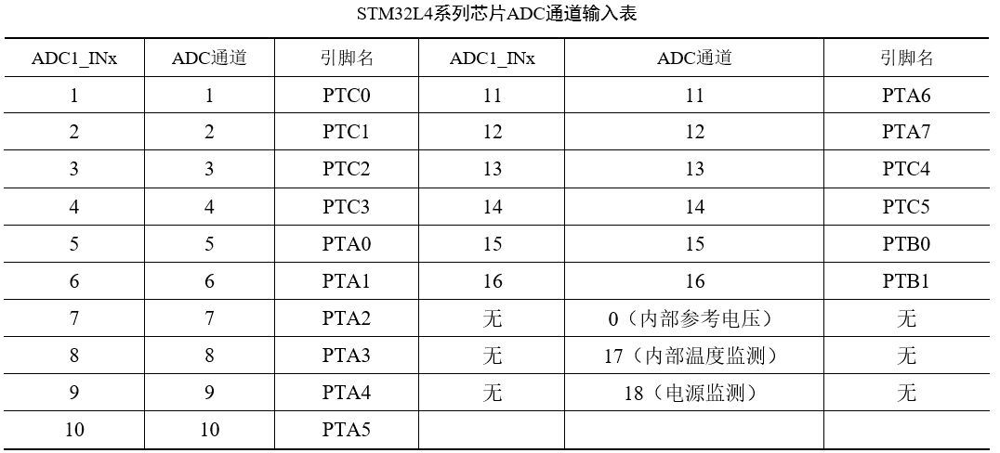 STM32L4系列芯片ADC通道输入表
ADC1_INx ADC通道 引脚名 ADC1_INx ADC通道 引脚名
1 1 PTC0 11 11 PTA6
2 2 PTC1 12 12 PTA7
3 3 PTC2 13 13 PTC4
4 4 PTC3 14 14 PTC5
5 5 PTA0 15 15 PTB0
6 6 PTA1 16 16 PTB1
7 7 PTA2 无 0（内部参考电压） 无
8 8 PTA3 无 17（内部温度监测） 无
9 9 PTA4 无 18（电源监测） 无
10 10 PTA5